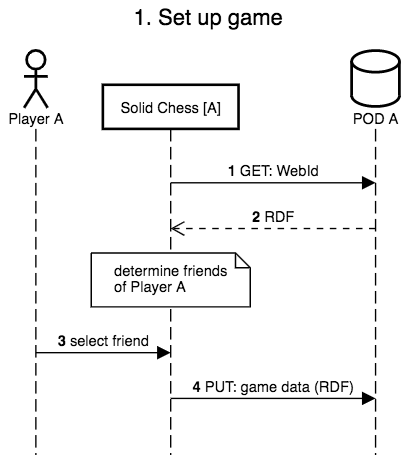 1. Set up game
Player A
Solid Chess [A]
POD A
1 GET: WebId
2 RDF
determine friends
of Player A
3 select friend
4 PUT: game data (RDF)